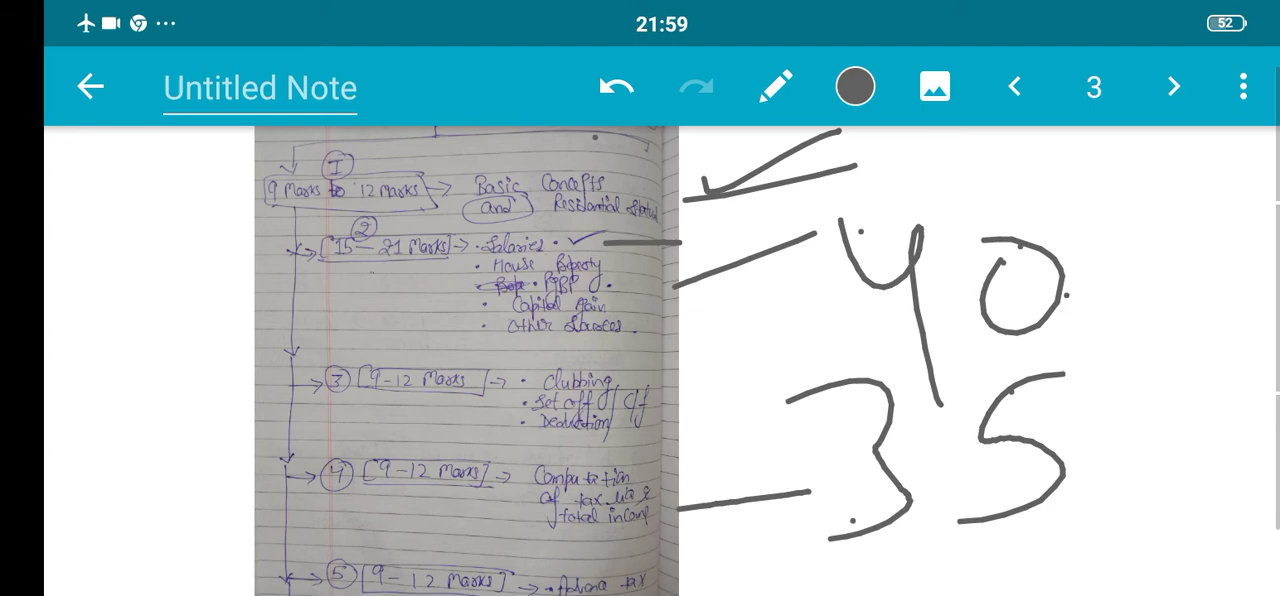 21:59
52
Untitled Note
3
I
9 Marks to 12 Marks → Basic Concepts
and Residential Status
2
[15 – 21 Marks] → • Salaries • ✓
• House Property
• PGBP.
• Capital Gain
• Other Sources.
3 [9 – 12 Marks → • Clubbing
• Set off / Cf
• Deduction
4 [9 – 12 Marks] → Computation
of tax
total income
5 [9 – 12 Marks] → • Advance tax
40
35